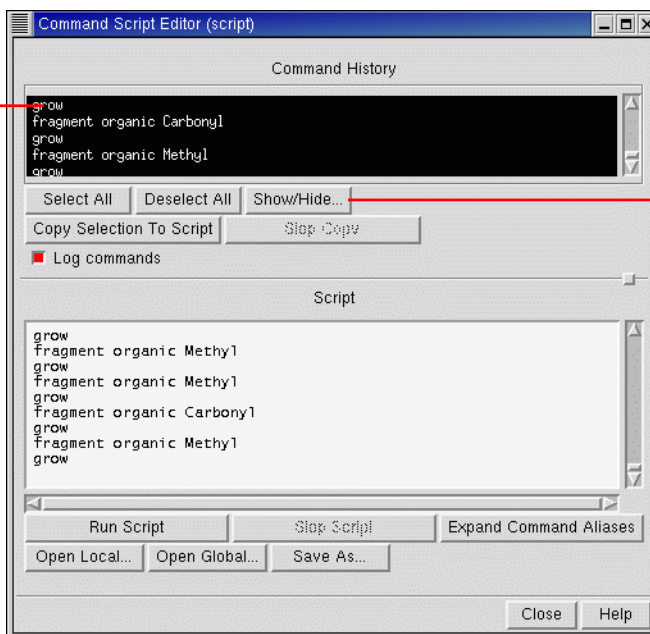 Command Script Editor (script)
Command History
grow
fragment organic Carbonyl
grow
fragment organic Methyl
grow
Select All Deselect All Show/Hide...
Copy Selection To Script Stop Copy
Log commands
Script
grow
fragment organic Methyl
grow
fragment organic Methyl
grow
fragment organic Carbonyl
grow
fragment organic Methyl
grow
Run Script Stop Script Expand Command Aliases
Open Local... Open Global... Save As...
Close Help